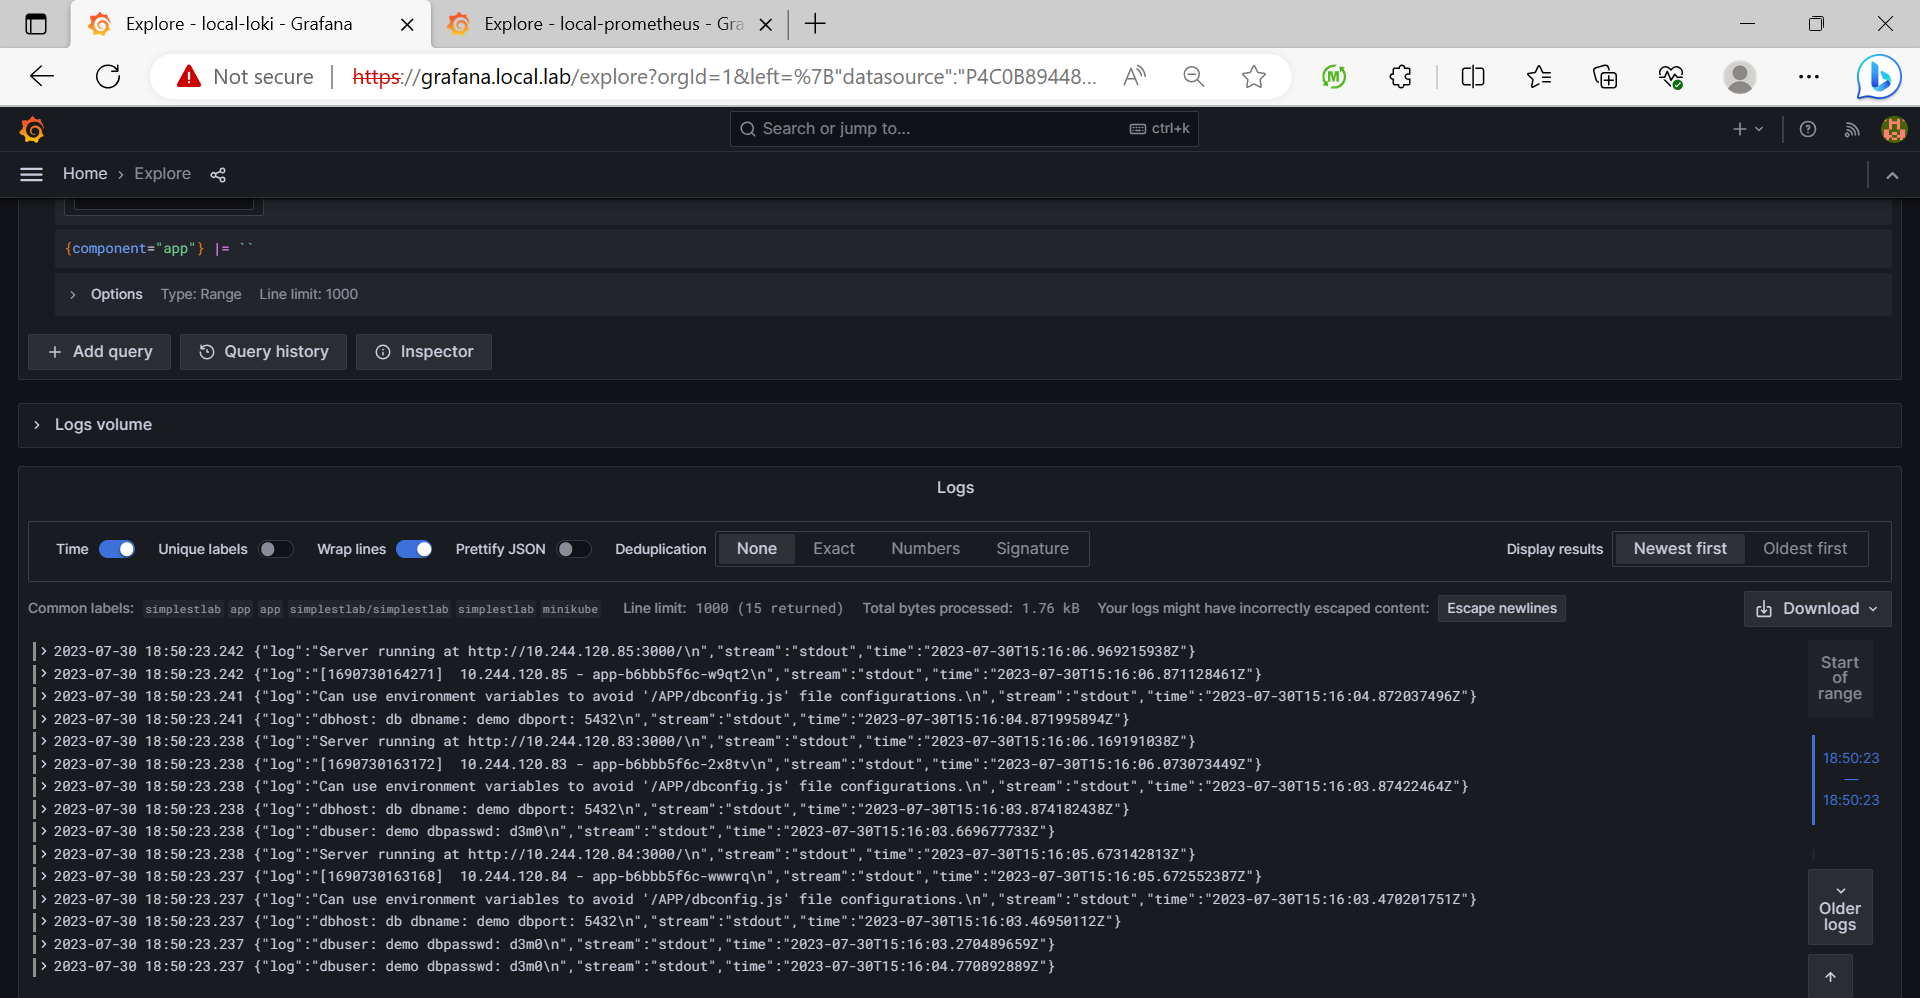 Explore - local-loki - Grafana
Explore - local-prometheus - Gra
Not secure
https://grafana.local.lab/explore?orgId=1&left=%7B"datasource":"P4C0B89448...
Search or jump to...
ctrl+k
Home › Explore
{component="app"} |= ``
Options Type: Range Line limit: 1000
+ Add query
Query history
Inspector
Logs volume
Logs
Time
Unique labels
Wrap lines
Prettify JSON
Deduplication
None
Exact
Numbers
Signature
Display results
Newest first
Oldest first
Common labels: simplestlab app app simplestlab/simplestlab simplestlab minikube Line limit: 1000 (15 returned) Total bytes processed: 1.76 kB Your logs might have incorrectly escaped content: Escape newlines
Download
2023-07-30 18:50:23.242 {"log":"Server running at http://10.244.120.85:3000/\n","stream":"stdout","time":"2023-07-30T15:16:06.969215938Z"}
2023-07-30 18:50:23.242 {"log":"[1690730164271]  10.244.120.85 - app-b6bbb5f6c-w9qt2\n","stream":"stdout","time":"2023-07-30T15:16:06.871128461Z"}
2023-07-30 18:50:23.241 {"log":"Can use environment variables to avoid '/APP/dbconfig.js' file configurations.\n","stream":"stdout","time":"2023-07-30T15:16:04.872037496Z"}
2023-07-30 18:50:23.241 {"log":"dbhost: db dbname: demo dbport: 5432\n","stream":"stdout","time":"2023-07-30T15:16:04.871995894Z"}
2023-07-30 18:50:23.238 {"log":"Server running at http://10.244.120.83:3000/\n","stream":"stdout","time":"2023-07-30T15:16:06.169191038Z"}
2023-07-30 18:50:23.238 {"log":"[1690730163172]  10.244.120.83 - app-b6bbb5f6c-2x8tv\n","stream":"stdout","time":"2023-07-30T15:16:06.073073449Z"}
2023-07-30 18:50:23.238 {"log":"Can use environment variables to avoid '/APP/dbconfig.js' file configurations.\n","stream":"stdout","time":"2023-07-30T15:16:03.87422464Z"}
2023-07-30 18:50:23.238 {"log":"dbhost: db dbname: demo dbport: 5432\n","stream":"stdout","time":"2023-07-30T15:16:03.874182438Z"}
2023-07-30 18:50:23.238 {"log":"dbuser: demo dbpasswd: d3m0\n","stream":"stdout","time":"2023-07-30T15:16:03.669677733Z"}
2023-07-30 18:50:23.238 {"log":"Server running at http://10.244.120.84:3000/\n","stream":"stdout","time":"2023-07-30T15:16:05.673142813Z"}
2023-07-30 18:50:23.237 {"log":"[1690730163168]  10.244.120.84 - app-b6bbb5f6c-wwwrq\n","stream":"stdout","time":"2023-07-30T15:16:05.672552387Z"}
2023-07-30 18:50:23.237 {"log":"Can use environment variables to avoid '/APP/dbconfig.js' file configurations.\n","stream":"stdout","time":"2023-07-30T15:16:03.470201751Z"}
2023-07-30 18:50:23.237 {"log":"dbhost: db dbname: demo dbport: 5432\n","stream":"stdout","time":"2023-07-30T15:16:03.46950112Z"}
2023-07-30 18:50:23.237 {"log":"dbuser: demo dbpasswd: d3m0\n","stream":"stdout","time":"2023-07-30T15:16:03.270489659Z"}
2023-07-30 18:50:23.237 {"log":"dbuser: demo dbpasswd: d3m0\n","stream":"stdout","time":"2023-07-30T15:16:04.770892889Z"}
Start
of
range
18:50:23
—
18:50:23
Older
logs